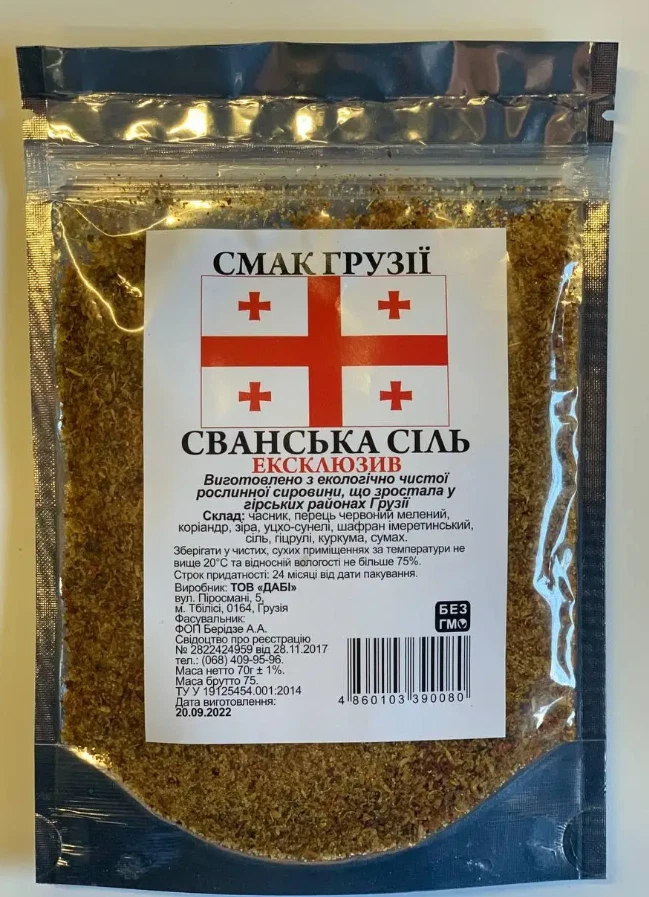 СМАК ГРУЗІЇ
СВАНСЬКА СІЛЬ
ЕКСКЛЮЗИВ
Виготовлено з екологічно чистої
рослинної сировини, що зростала у
гірських районах Грузії
Склад: часник, перець червоний мелений,
коріандр, зіра, уцхо-сунелі, шафран імеретинський,
сіль, гіцрулі, куркума, сумах.
Зберігати у чистих, сухих приміщеннях за температури не
вище 20°С та відносній вологості не більше 75%.
Строк придатності: 24 місяці від дати пакування.
Виробник: ТОВ «ДАБІ»
вул. Піросмані, 5,
м. Тбілісі, 0164, Грузія
Фасувальник:
ФОП Берідзе А.А.
Свідоцтво про реєстрацію
№ 2822424959 від 28.11.2017
тел.: (068) 409-95-96.
Маса нетто 70г ± 1%.
Маса брутто 75.
ТУ У 19125454.001:2014
Дата виготовлення:
20.09.2022
БЕЗ
ГМО
4 860103 390080